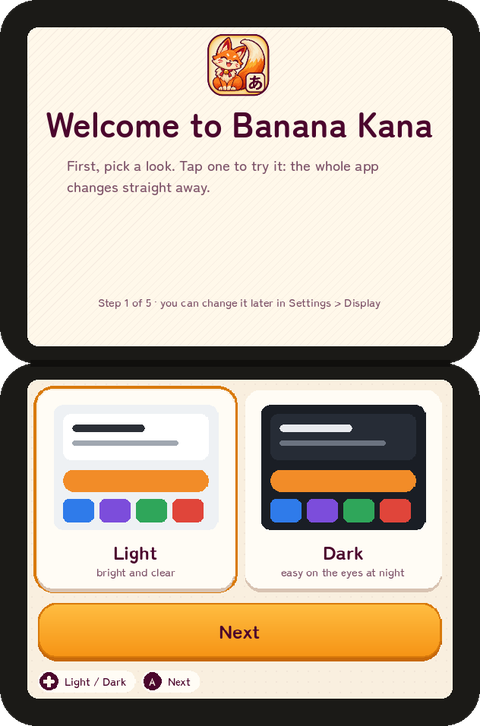 あ
Welcome to Banana Kana
First, pick a look. Tap one to try it: the whole app
changes straight away.
Step 1 of 5 · you can change it later in Settings > Display
Light
bright and clear
Dark
easy on the eyes at night
Next
Light / Dark
A Next